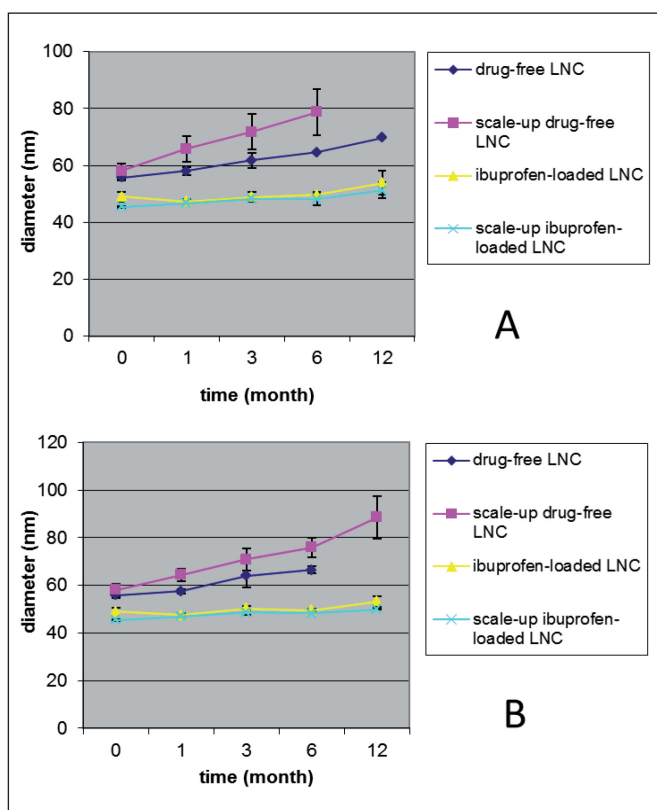 100
80
60
40
20
0
diameter (nm)
0 1 3 6 12
time (month)
drug-free LNC
scale-up drug-free
LNC
ibuprofen-loaded LNC
scale-up ibuprofen-
loaded LNC
A
120
100
80
60
40
20
0
diameter (nm)
0 1 3 6 12
time (month)
drug-free LNC
scale-up drug-free
LNC
ibuprofen-loaded LNC
scale-up ibuprofen-
loaded LNC
B